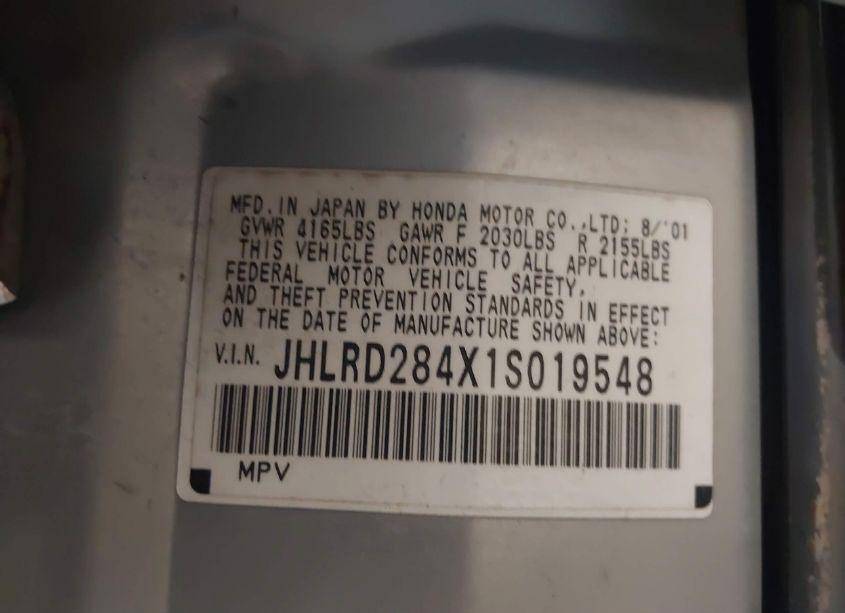 MFD. IN JAPAN BY HONDA MOTOR CO.,LTD: 8/'01
GVWR 4165LBS GAWR F 2030LBS R 2155LBS
THIS VEHICLE CONFORMS TO ALL APPLICABLE
FEDERAL MOTOR VEHICLE SAFETY,
AND THEFT PREVENTION STANDARDS IN EFFECT
ON THE DATE OF MANUFACTURE SHOWN ABOVE:
V.I.N. JHLRD284X1S019548
MPV